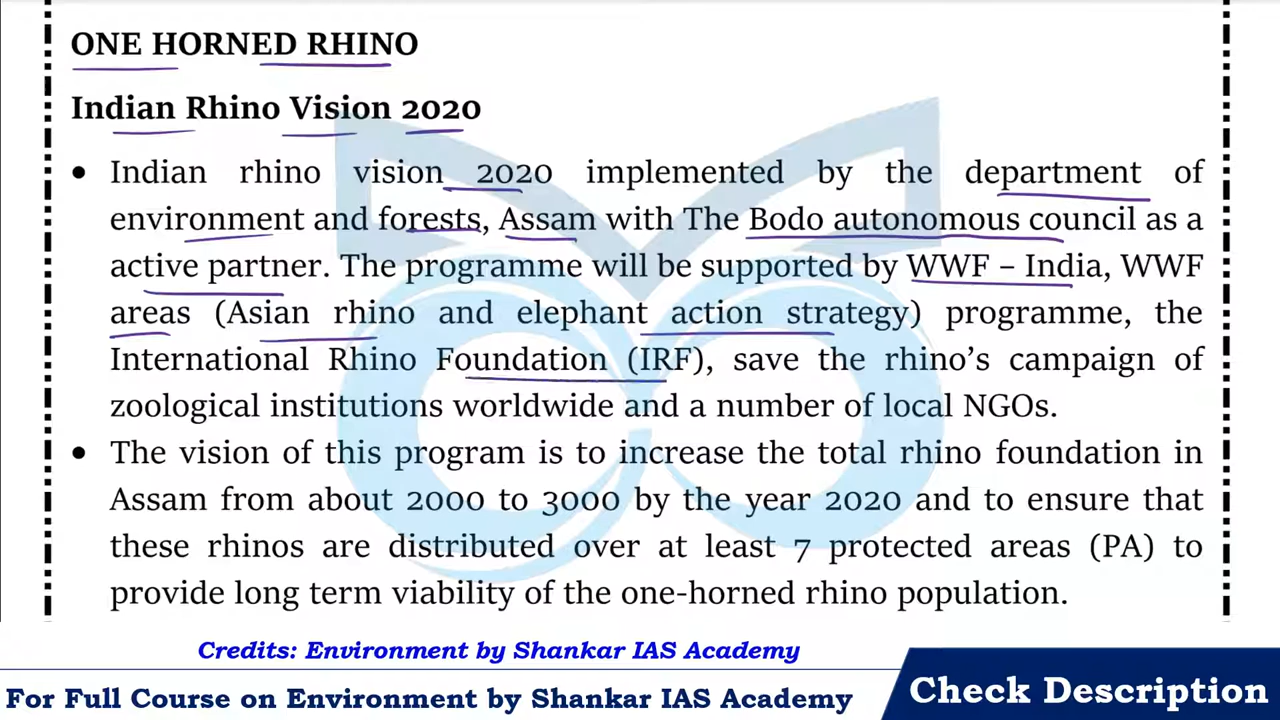 ONE HORNED RHINO
Indian Rhino Vision 2020
• Indian rhino vision 2020 implemented by the department of
environment and forests, Assam with The Bodo autonomous council as a
active partner. The programme will be supported by WWF – India, WWF
areas (Asian rhino and elephant action strategy) programme, the
International Rhino Foundation (IRF), save the rhino's campaign of
zoological institutions worldwide and a number of local NGOs.
• The vision of this program is to increase the total rhino foundation in
Assam from about 2000 to 3000 by the year 2020 and to ensure that
these rhinos are distributed over at least 7 protected areas (PA) to
provide long term viability of the one-horned rhino population.
Credits: Environment by Shankar IAS Academy
For Full Course on Environment by Shankar IAS Academy
Check Description